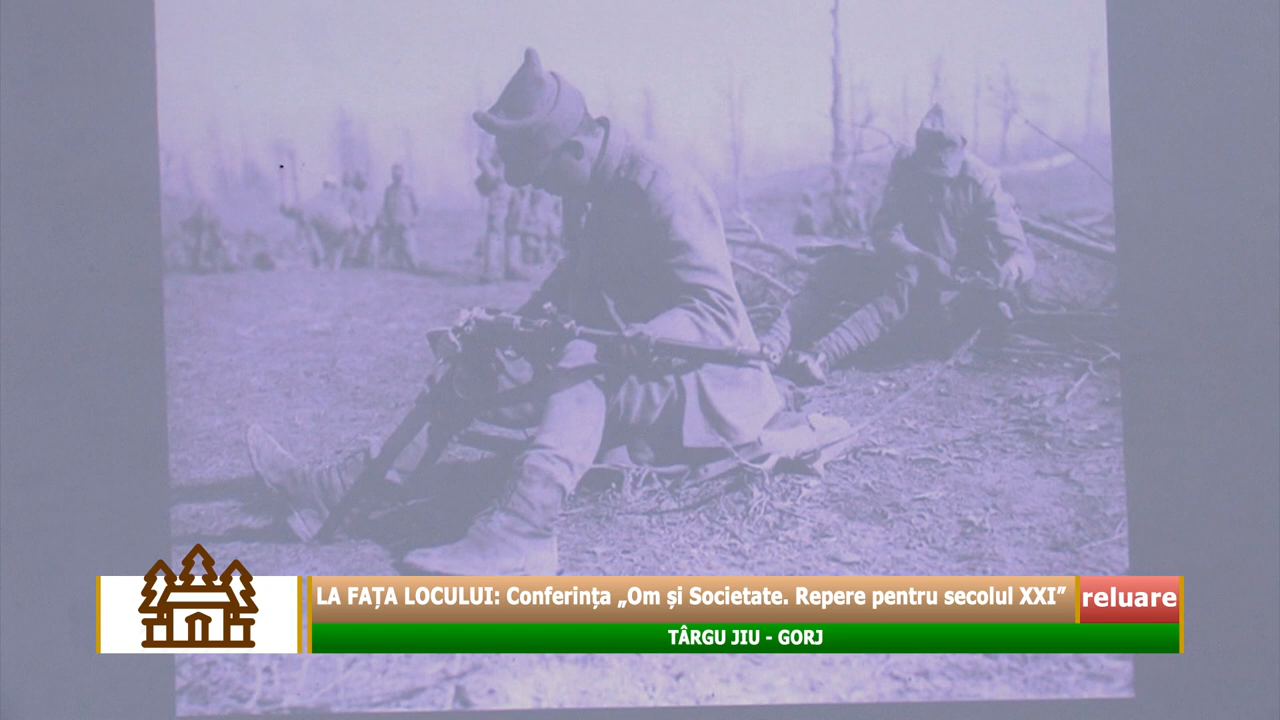 LA FAȚA LOCULUI: Conferința „Om și Societate. Repere pentru secolul XXI”
reluare
TÂRGU JIU - GORJ